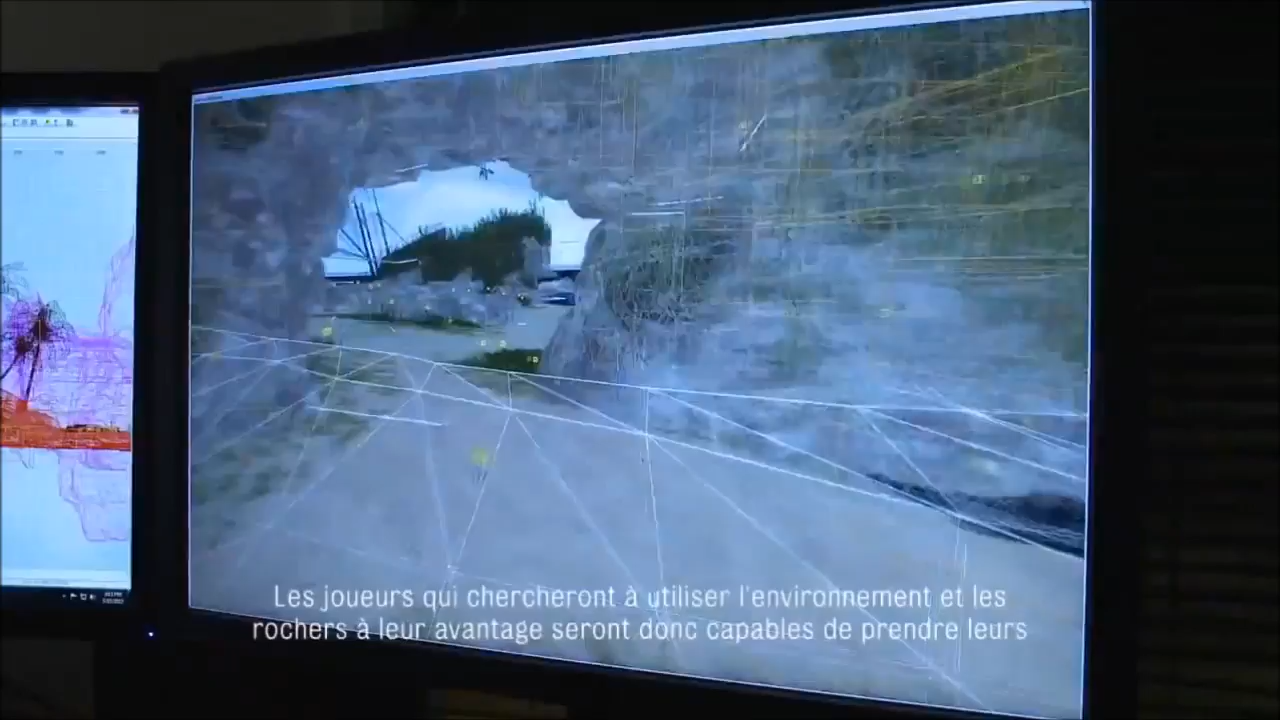 Les joueurs qui chercheront à utiliser l'environnement et les
rochers à leur avantage seront donc capables de prendre leurs